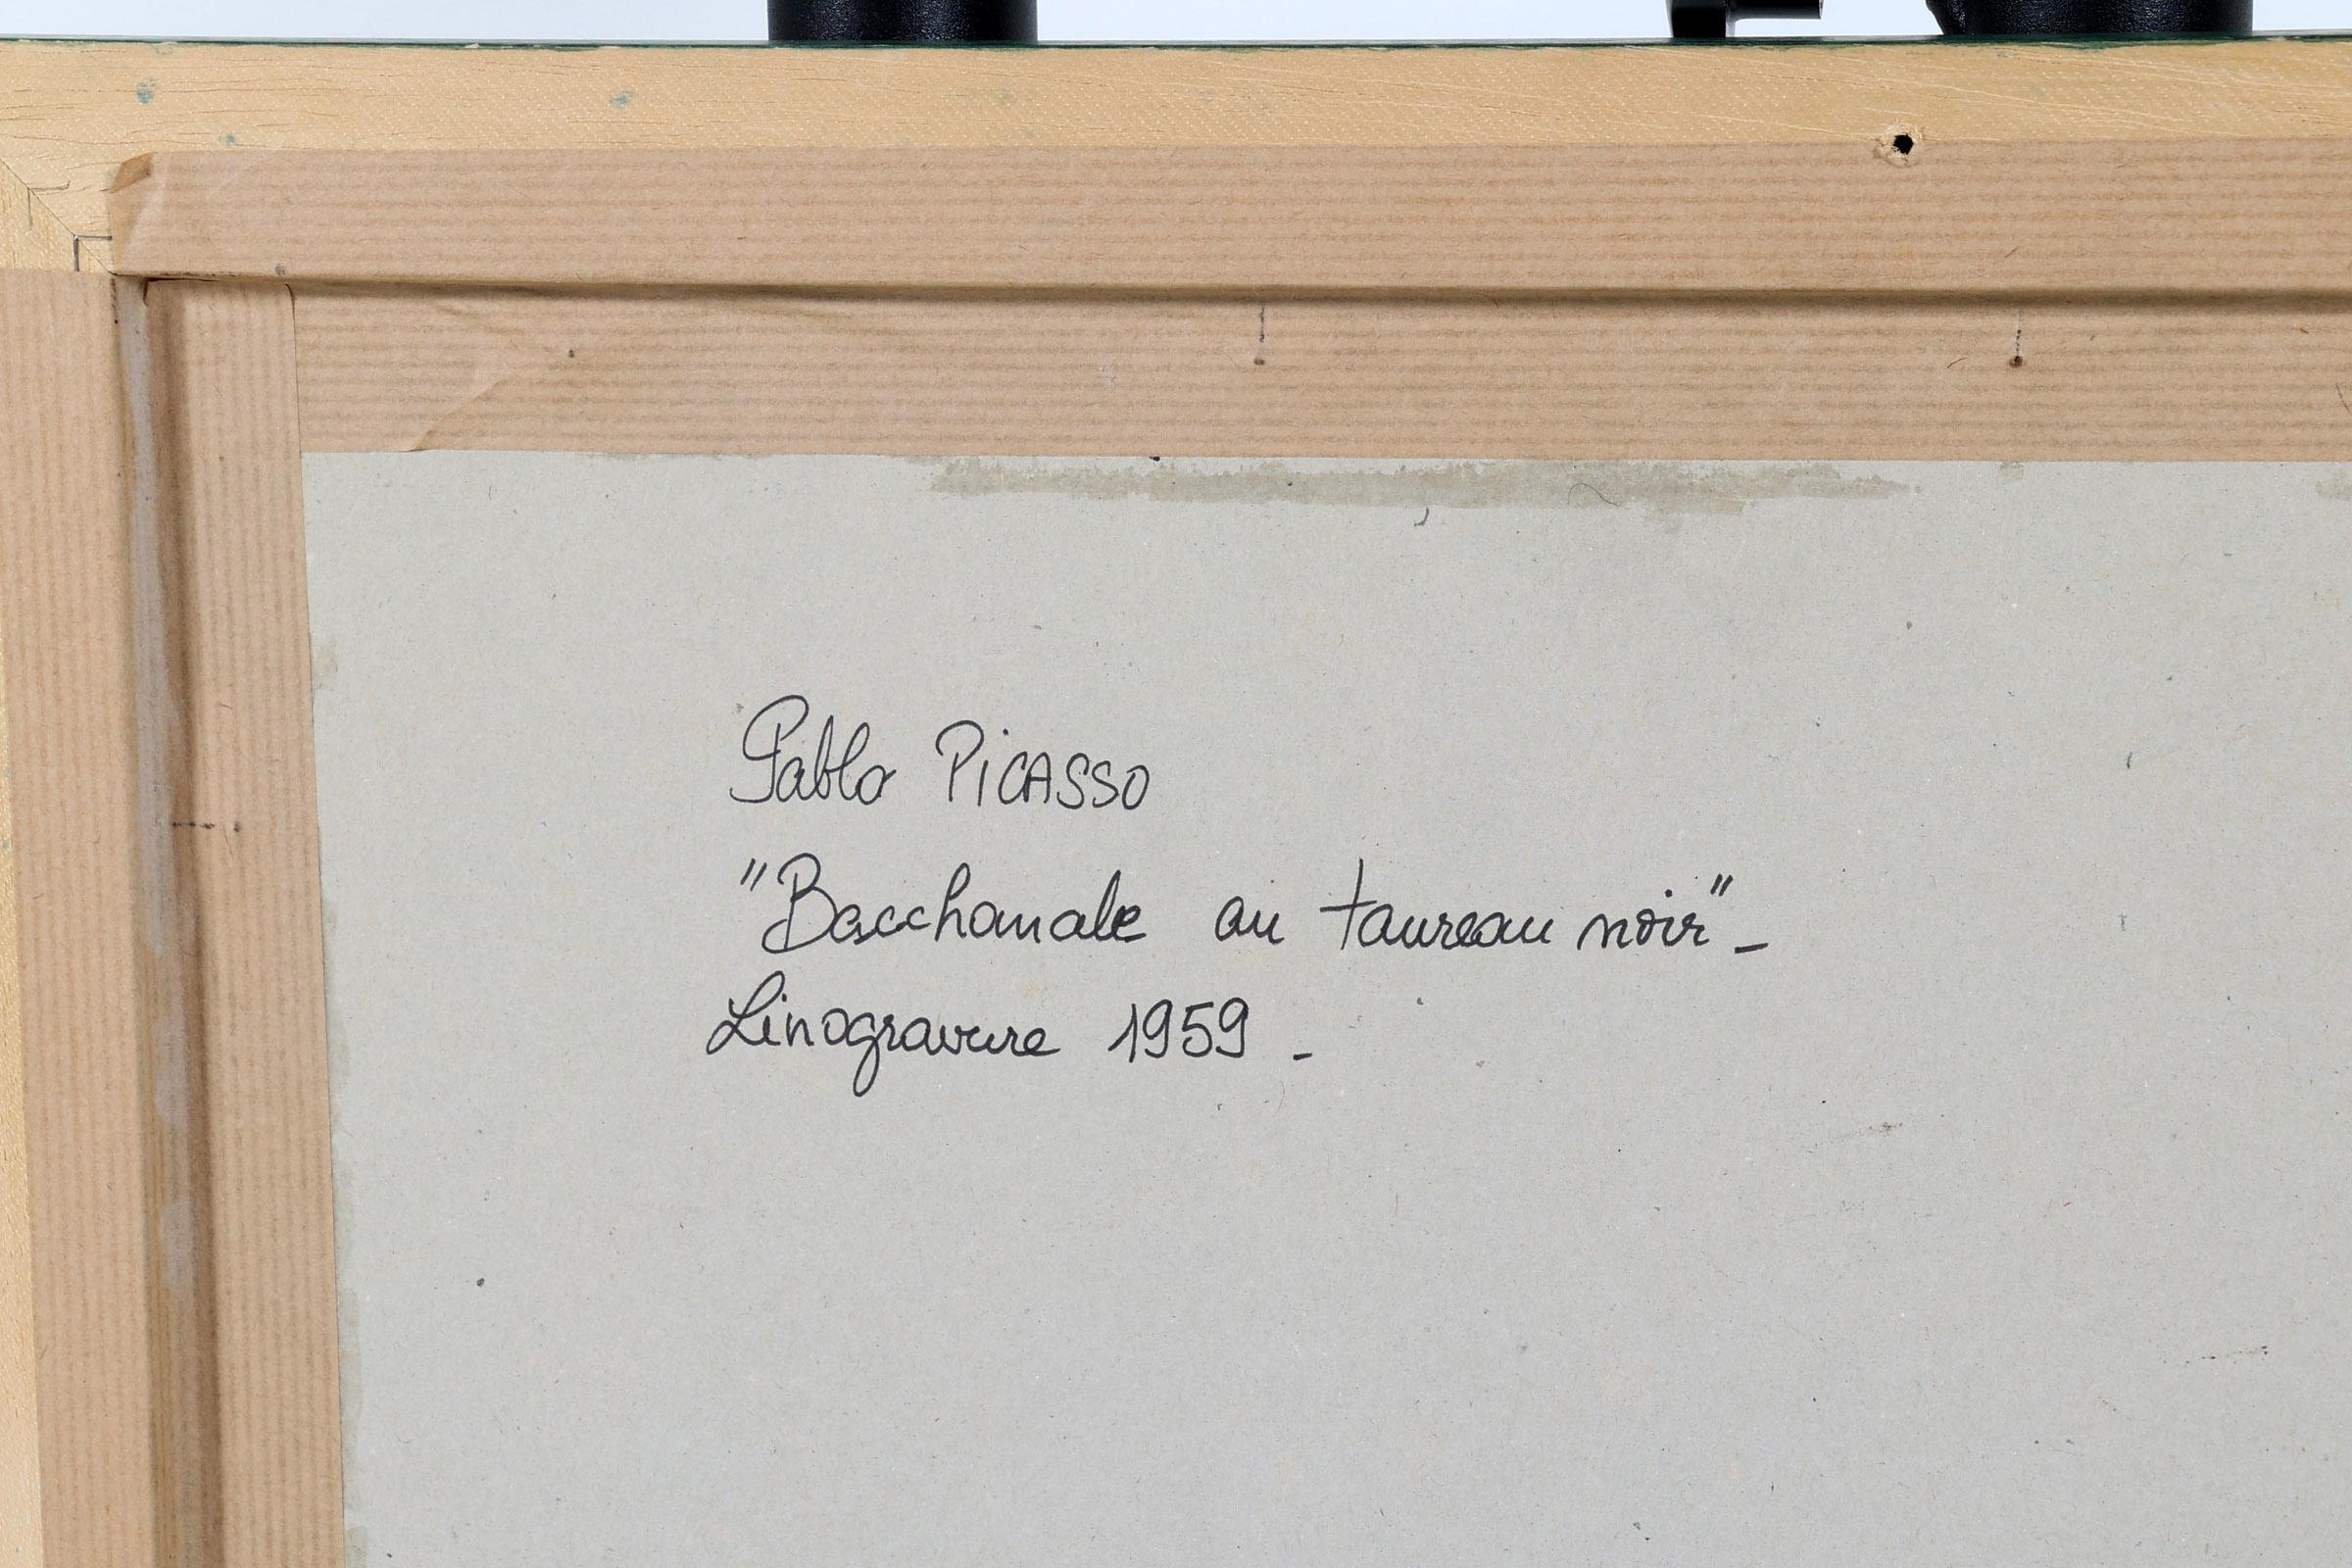 Pablo PiCASSO
"Bacchanale au taureau noir" -
Linogravure 1959 -